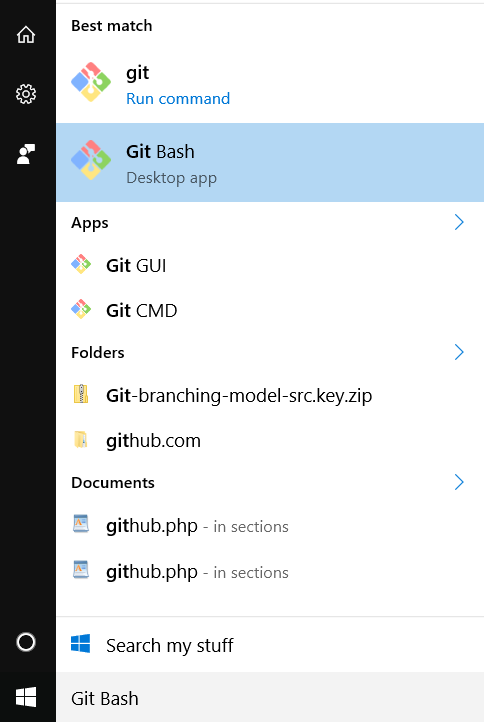 Best match
git
Run command
Git Bash
Desktop app
Apps
Git GUI
Git CMD
Folders
Git-branching-model-src.key.zip
github.com
Documents
github.php - in sections
github.php - in sections
Search my stuff
Git Bash